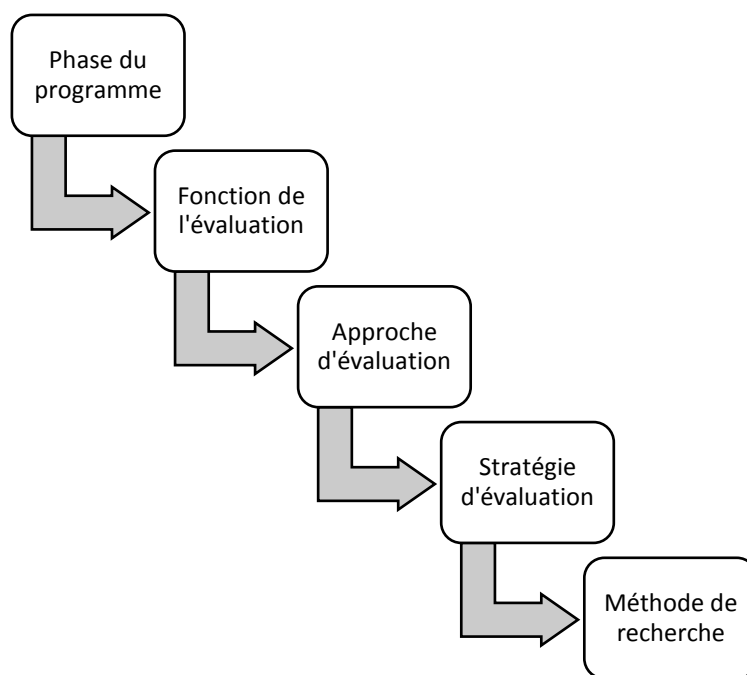 Phase du
programme
Fonction de
l'évaluation
Approche
d'évaluation
Stratégie
d'évaluation
Méthode de
recherche